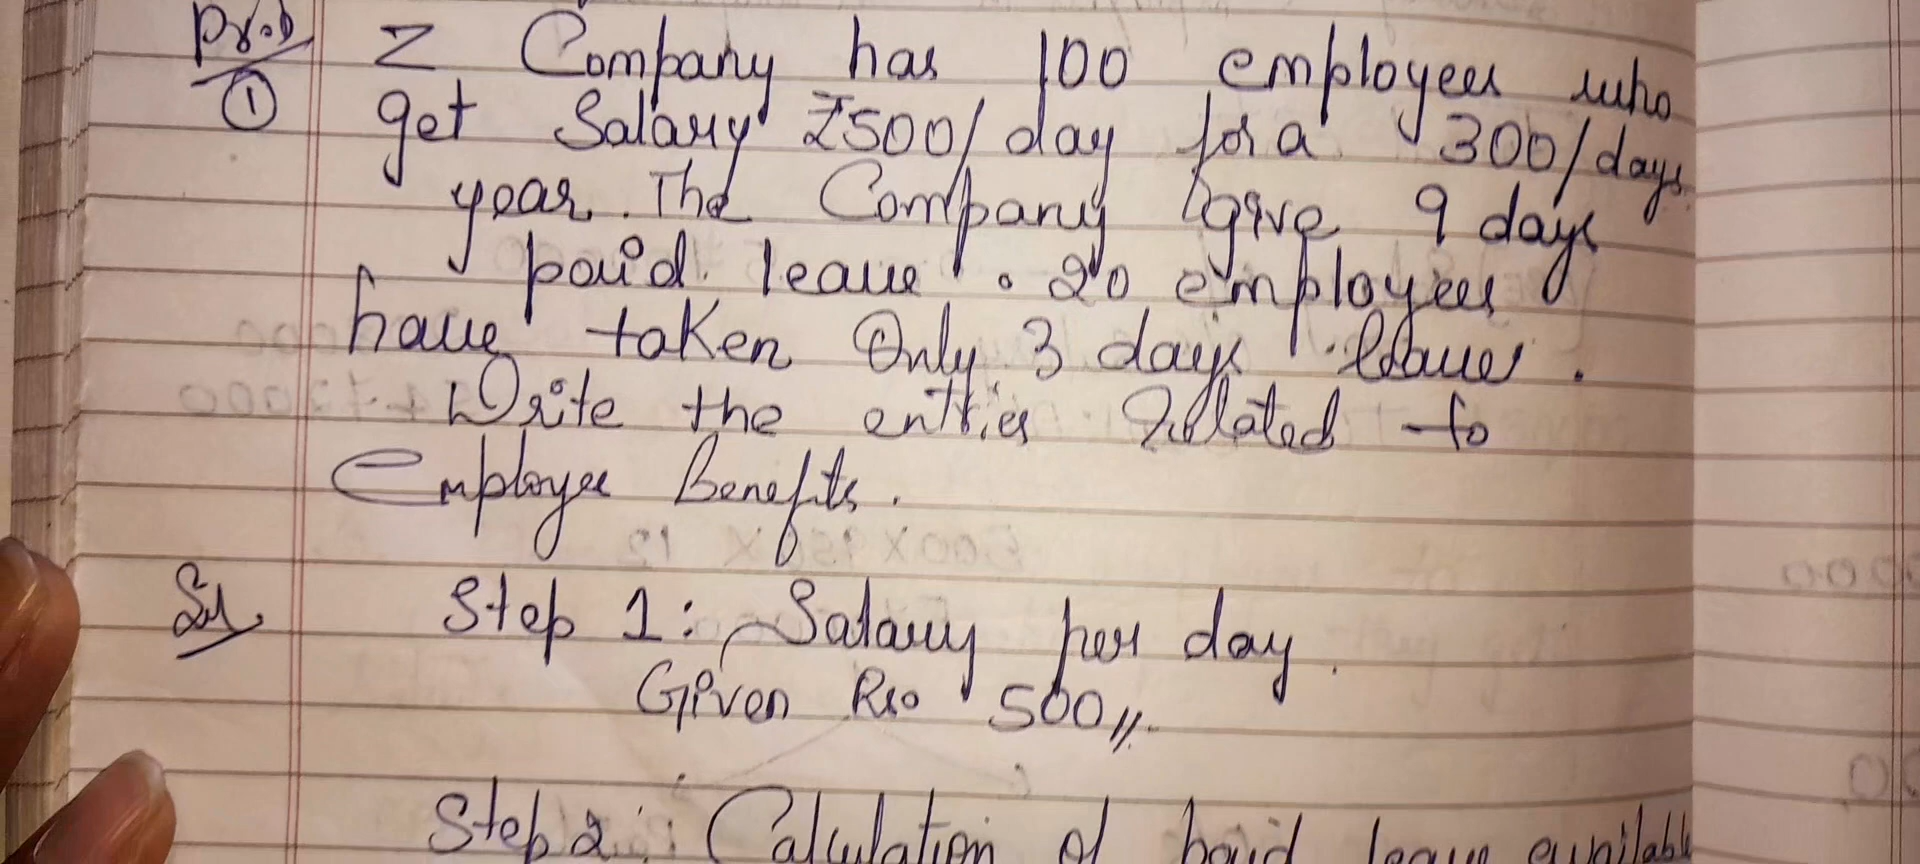 Prob
1
Z Company has 100 employees who
get Salary ₹500/day for a 300/days
year. The Company give 9 days
paid leave. 20 employees
have taken Only 3 days leave.
Write the entries Related to
Employee Benefits.
Sol
Step 1: Salary per day.
Given Rs 500//.
Step 2: Calculation of paid leave available